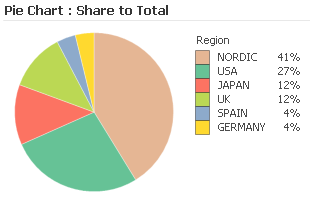 Pie Chart : Share to Total
Region
NORDIC 41%
USA 27%
JAPAN 12%
UK 12%
SPAIN 4%
GERMANY 4%